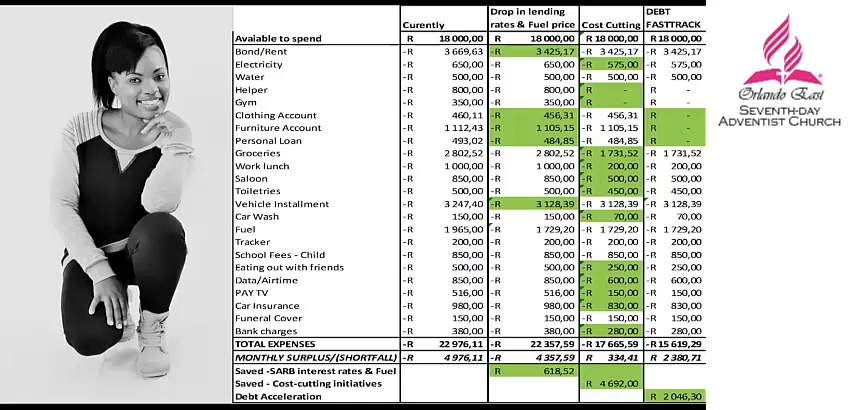 Curently Drop in lending rates & Fuel price Cost Cutting DEBT FASTTRACK
Avaiable to spend R 18 000,00 R 18 000,00 R 18 000,00 R 18 000,00
Bond/Rent -R 3 669,63 -R 3 425,17 -R 3 425,17 -R 3 425,17
Electricity -R 650,00 -R 650,00 -R 575,00 -R 575,00
Water -R 500,00 -R 500,00 -R 500,00 -R 500,00
Helper -R 800,00 -R 800,00 R - R -
Gym -R 350,00 -R 350,00 R - R -
Clothing Account -R 460,11 -R 456,31 -R 456,31 R -
Furniture Account -R 1 112,43 -R 1 105,15 -R 1 105,15 R -
Personal Loan -R 493,02 -R 484,85 -R 484,85 R -
Groceries -R 2 802,52 -R 2 802,52 -R 1 731,52 -R 1 731,52
Work lunch -R 1 000,00 -R 1 000,00 -R 200,00 -R 200,00
Saloon -R 850,00 -R 850,00 -R 500,00 -R 500,00
Toiletries -R 500,00 -R 500,00 -R 450,00 -R 450,00
Vehicle Installment -R 3 247,40 -R 3 128,39 -R 3 128,39 -R 3 128,39
Car Wash -R 150,00 -R 150,00 -R 70,00 -R 70,00
Fuel -R 1 965,00 -R 1 729,20 -R 1 729,20 -R 1 729,20
Tracker -R 200,00 -R 200,00 -R 200,00 -R 200,00
School Fees - Child -R 850,00 -R 850,00 -R 850,00 -R 850,00
Eating out with friends -R 500,00 -R 500,00 -R 250,00 -R 250,00
Data/Airtime -R 850,00 -R 850,00 -R 600,00 -R 600,00
PAY TV -R 516,00 -R 516,00 -R 150,00 -R 150,00
Car Insurance -R 980,00 -R 980,00 -R 830,00 -R 830,00
Funeral Cover -R 150,00 -R 150,00 -R 150,00 -R 150,00
Bank charges -R 380,00 -R 380,00 -R 280,00 -R 280,00
TOTAL EXPENSES -R 22 976,11 -R 22 357,59 -R 17 665,59 -R 15 619,29
MONTHLY SURPLUS/(SHORTFALL) -R 4 976,11 -R 4 357,59 R 334,41 R 2 380,71
Saved -SARB interest rates & Fuel R 618,52
Saved - Cost-cutting initiatives R 4 692,00
Debt Acceleration R 2 046,30
Orlando East
SEVENTH-DAY
ADVENTIST CHURCH